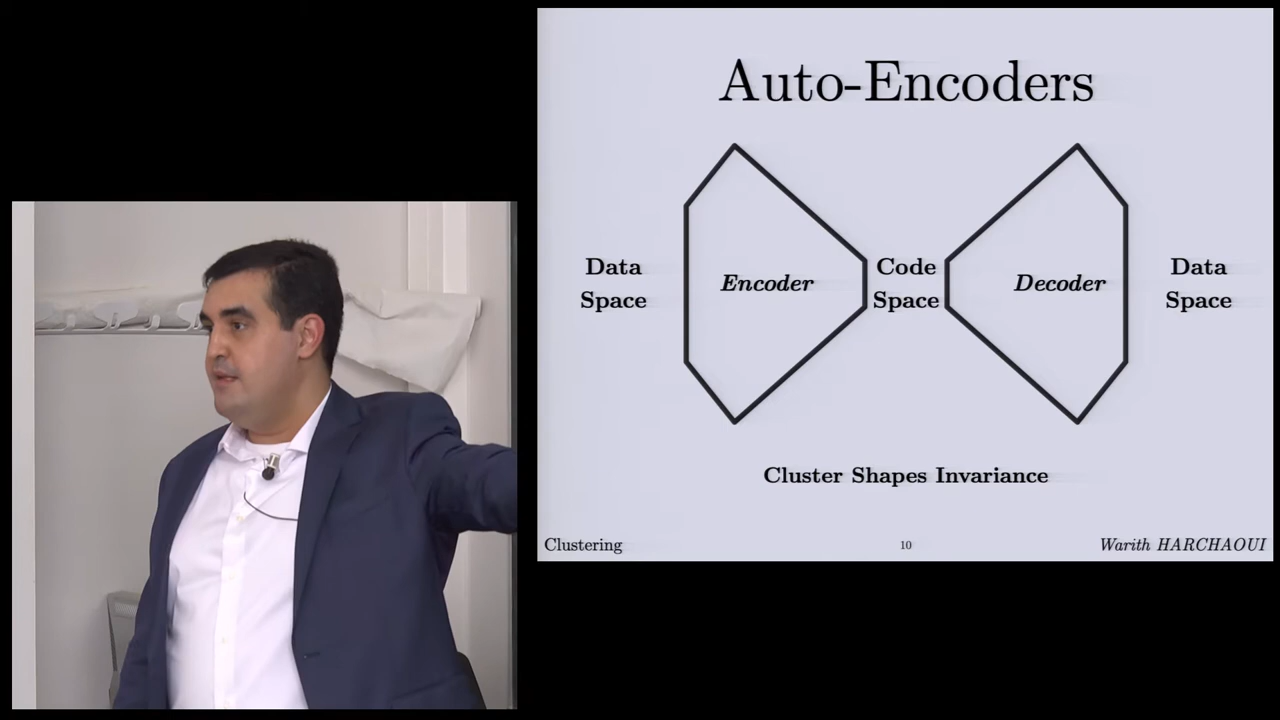 Auto-Encoders
Data
Space
Encoder
Code
Space
Decoder
Data
Space
Cluster Shapes Invariance
Clustering
10
Warith HARCHAOUI